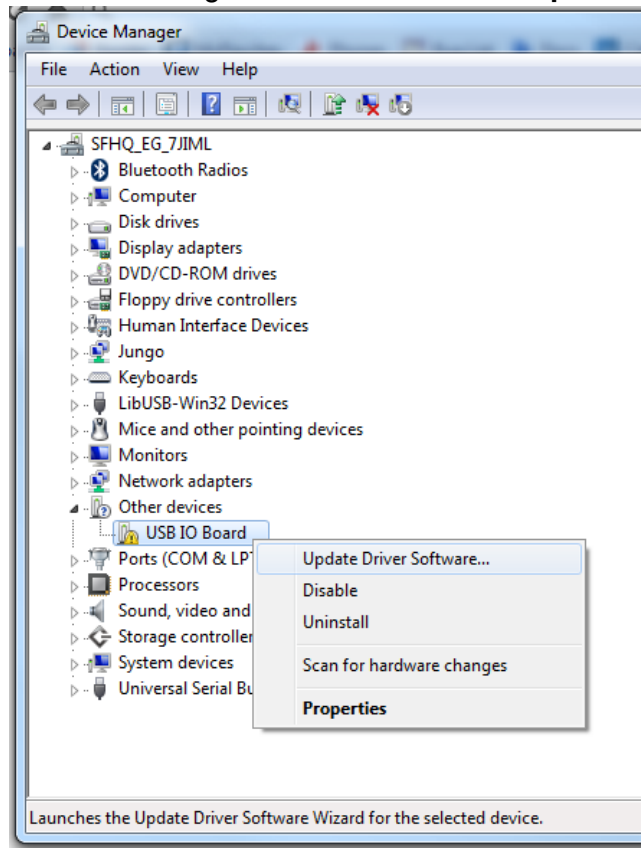 Device Manager
File Action View Help
SFHQ_EG_7JIML
Bluetooth Radios
Computer
Disk drives
Display adapters
DVD/CD-ROM drives
Floppy drive controllers
Human Interface Devices
Jungo
Keyboards
LibUSB-Win32 Devices
Mice and other pointing devices
Monitors
Network adapters
Other devices
USB IO Board
Ports (COM & LP
Processors
Sound, video and
Storage controller
System devices
Universal Serial Bu
Update Driver Software...
Disable
Uninstall
Scan for hardware changes
Properties
Launches the Update Driver Software Wizard for the selected device.